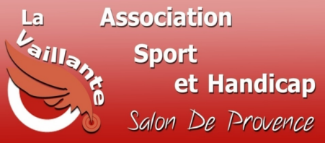 La Vaillante
Association
Sport
et Handicap
Salon De Provence